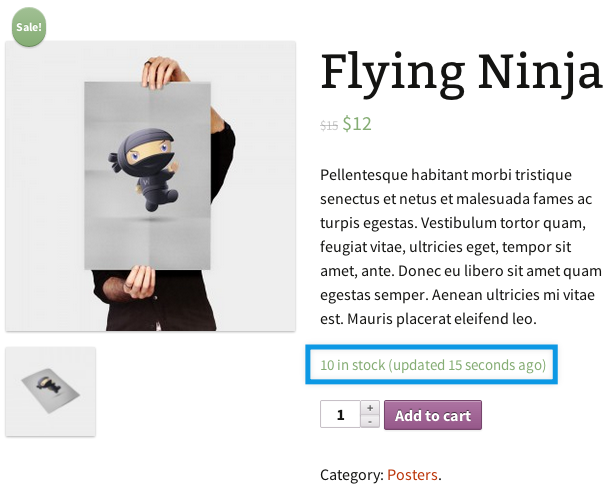 Sale!
Flying Ninja
$15 $12
Pellentesque habitant morbi tristique
senectus et netus et malesuada fames ac
turpis egestas. Vestibulum tortor quam,
feugiat vitae, ultricies eget, tempor sit
amet, ante. Donec eu libero sit amet quam
egestas semper. Aenean ultricies mi vitae
est. Mauris placerat eleifend leo.
10 in stock (updated 15 seconds ago)
1 + - Add to cart
Category: Posters.